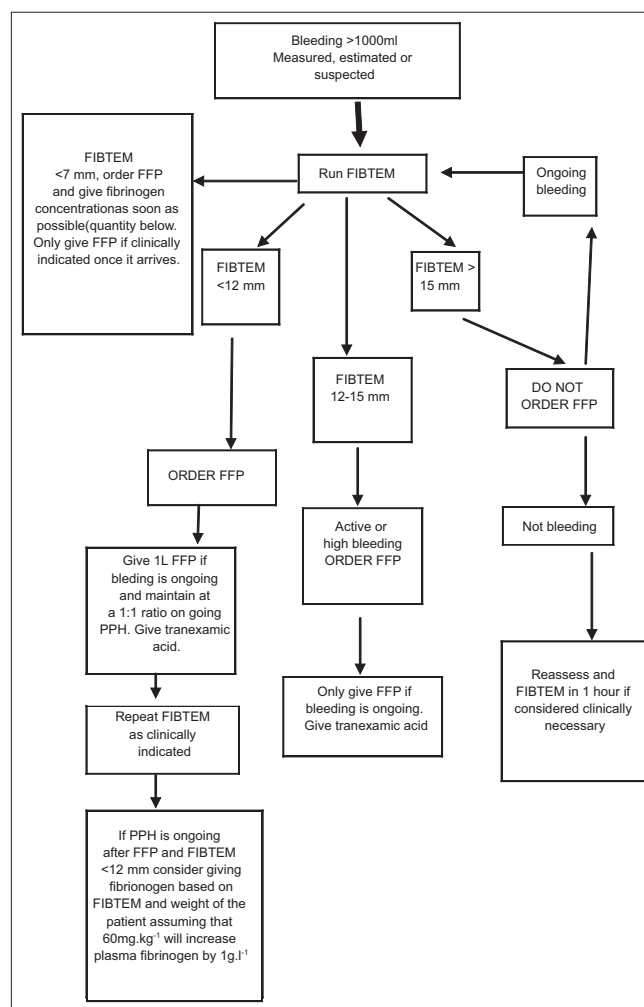 Bleeding >1000ml
Measured, estimated or
suspected
FIBTEM
<7 mm, order FFP
and give fibrinogen
concentrationas soon as
possible(quantity below.
Only give FFP if clinically
indicated once it arrives.
Run FIBTEM
Ongoing
bleeding
FIBTEM
<12 mm
FIBTEM >
15 mm
FIBTEM
12-15 mm
DO NOT
ORDER FFP
ORDER FFP
Active or
high bleeding
ORDER FFP
Not bleeding
Give 1L FFP if
bleding is ongoing
and maintain at
a 1:1 ratio on going
PPH. Give tranexamic
acid.
Only give FFP if
bleeding is ongoing.
Give tranexamic acid
Reassess and
FIBTEM in 1 hour if
considered clinically
necessary
Repeat FIBTEM
as clinically
indicated
If PPH is ongoing
after FFP and FIBTEM
<12 mm consider giving
fibrionogen based on
FIBTEM and weight of the
patient assuming that
60mg.kg⁻¹ will increase
plasma fibrinogen by 1g.l⁻¹